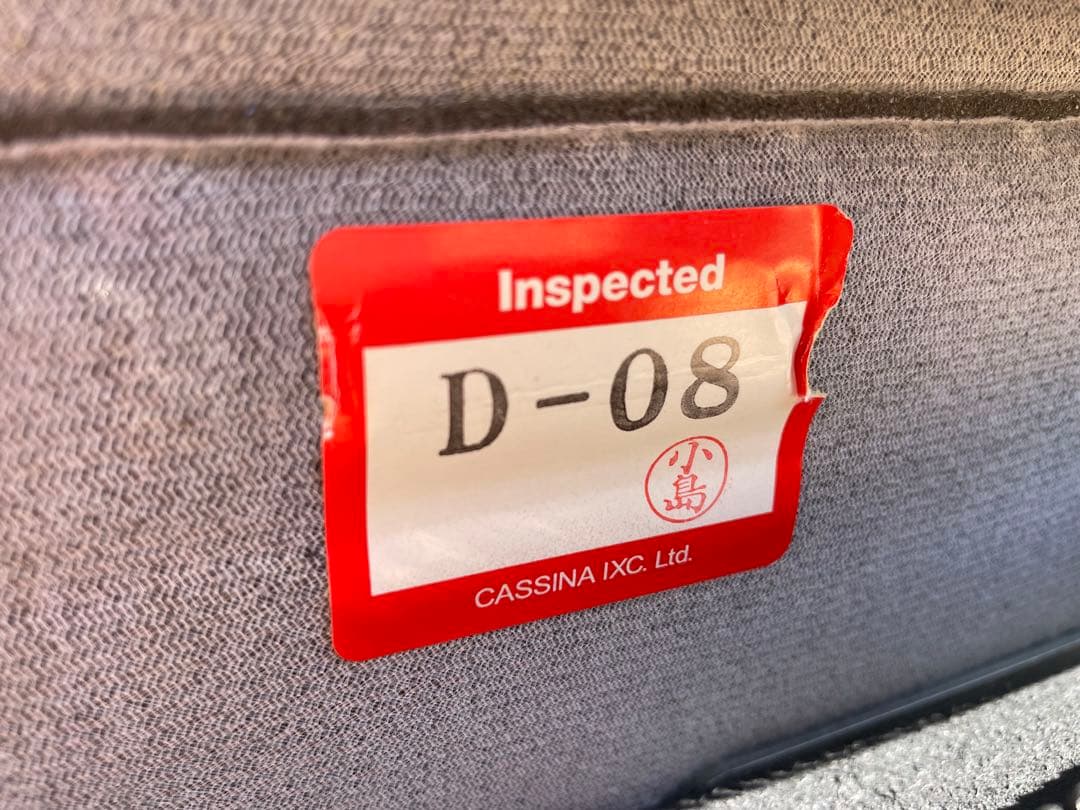 Inspected
D-08
小島
CASSINA IXC. Ltd.